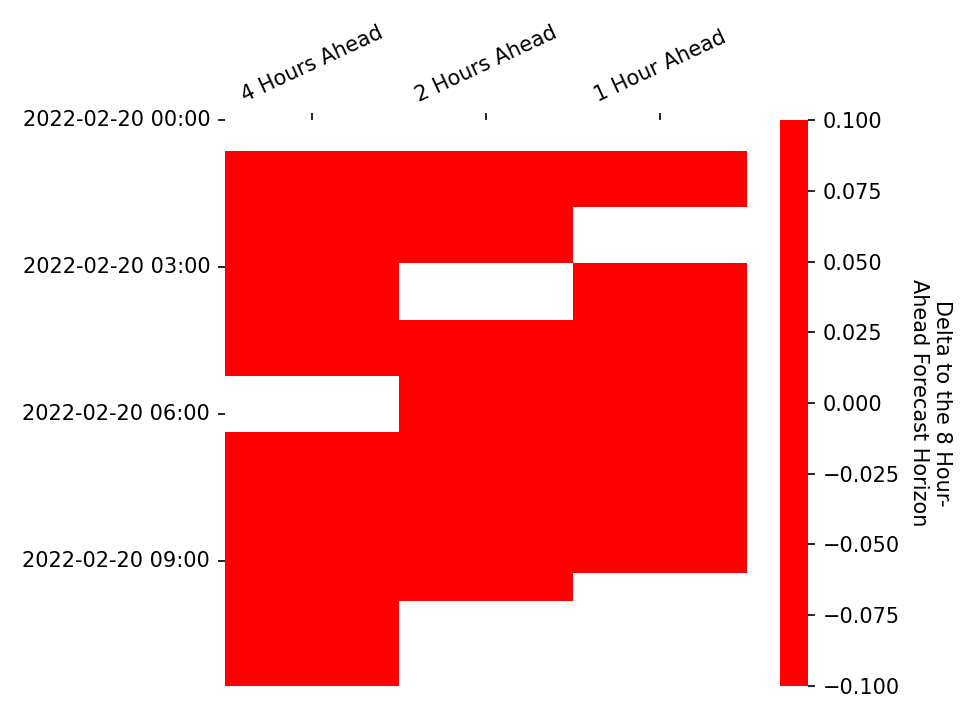 4 Hours Ahead
2 Hours Ahead
1 Hour Ahead
2022-02-20 00:00
2022-02-20 03:00
2022-02-20 06:00
2022-02-20 09:00
0.100
0.075
0.050
0.025
0.000
−0.025
−0.050
−0.075
−0.100
Delta to the 8 Hour-
Ahead Forecast Horizon